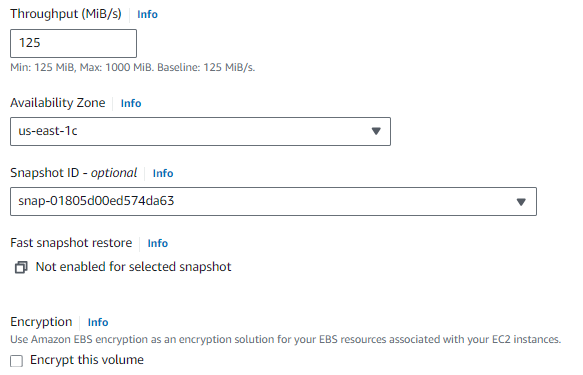 Throughput (MiB/s) Info
125
Min: 125 MiB, Max: 1000 MiB. Baseline: 125 MiB/s.
Availability Zone Info
us-east-1c
Snapshot ID - optional Info
snap-01805d00ed574da63
Fast snapshot restore Info
Not enabled for selected snapshot
Encryption Info
Use Amazon EBS encryption as an encryption solution for your EBS resources associated with your EC2 instances.
Encrypt this volume